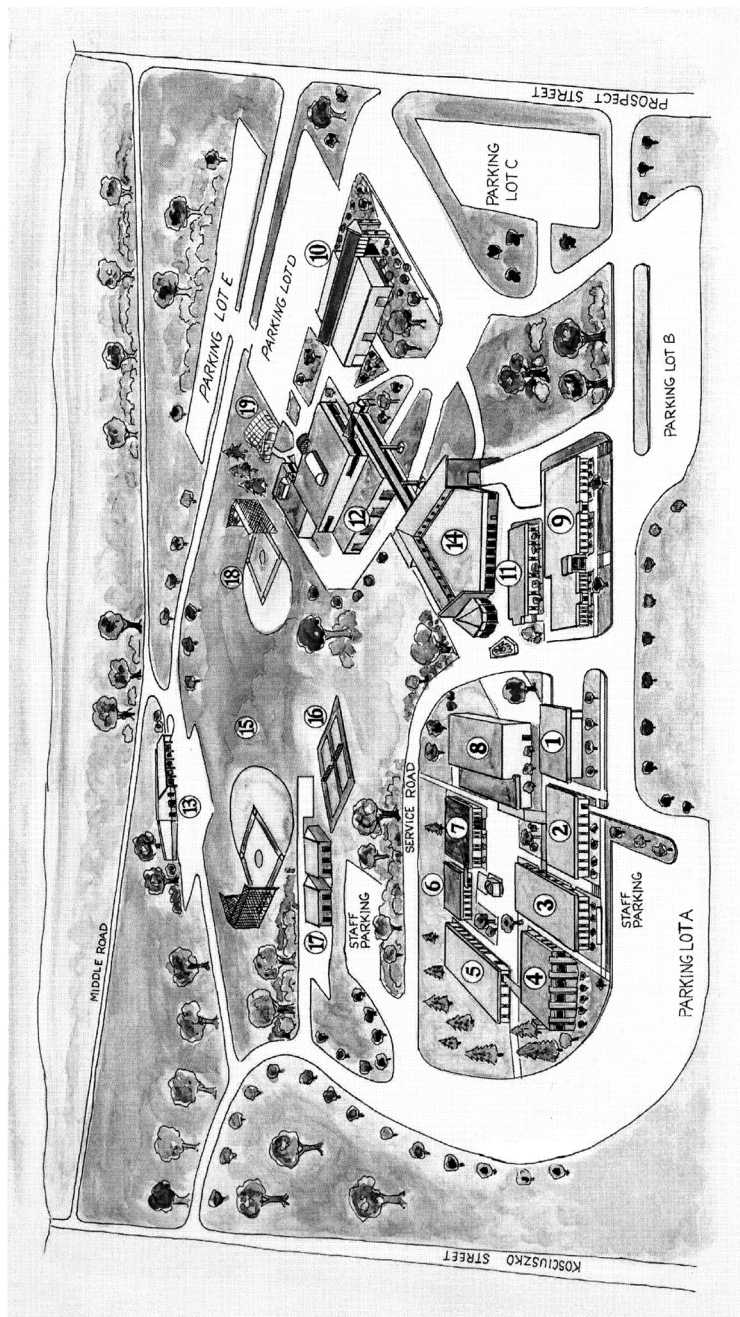 PROSPECT STREET
PARKING
LOT C
PARKING LOT E
PARKING LOT D
PARKING LOT B
10
19
12
18
14
9
11
15
16
13
8
1
SERVICE ROAD
7
2
6
3
17
STAFF
PARKING
STAFF
PARKING
5
4
MIDDLE ROAD
PARKING LOT A
KOSCIUSZKO STREET